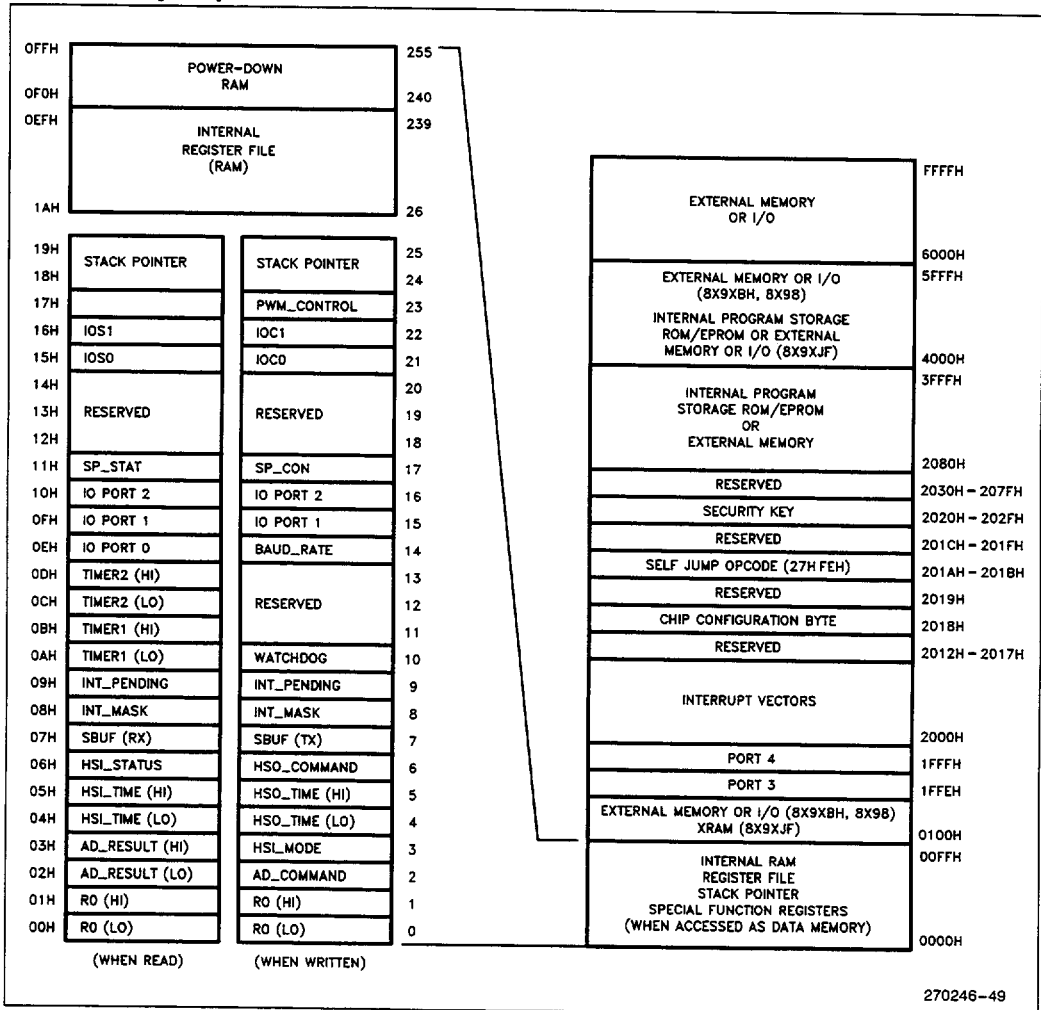 0FFH POWER-DOWN RAM 255
0F0H 240
0EFH INTERNAL REGISTER FILE (RAM) 239
1AH 26
19H STACK POINTER STACK POINTER 25
18H 24
17H PWM_CONTROL 23
16H IOS1 IOC1 22
15H IOS0 IOC0 21
14H 20
13H RESERVED RESERVED 19
12H 18
11H SP_STAT SP_CON 17
10H IO PORT 2 IO PORT 2 16
0FH IO PORT 1 IO PORT 1 15
0EH IO PORT 0 BAUD_RATE 14
0DH TIMER2 (HI) 13
0CH TIMER2 (LO) RESERVED 12
0BH TIMER1 (HI) 11
0AH TIMER1 (LO) WATCHDOG 10
09H INT_PENDING INT_PENDING 9
08H INT_MASK INT_MASK 8
07H SBUF (RX) SBUF (TX) 7
06H HSI_STATUS HSO_COMMAND 6
05H HSI_TIME (HI) HSO_TIME (HI) 5
04H HSI_TIME (LO) HSO_TIME (LO) 4
03H AD_RESULT (HI) HSI_MODE 3
02H AD_RESULT (LO) AD_COMMAND 2
01H R0 (HI) R0 (HI) 1
00H R0 (LO) R0 (LO) 0
(WHEN READ) (WHEN WRITTEN)
FFFFH
EXTERNAL MEMORY
OR I/O
6000H
EXTERNAL MEMORY OR I/O 5FFFH
(8X9XBH, 8X98)
INTERNAL PROGRAM STORAGE
ROM/EPROM OR EXTERNAL
MEMORY OR I/O (8X9XJF) 4000H
3FFFH
INTERNAL PROGRAM
STORAGE ROM/EPROM
OR
EXTERNAL MEMORY
2080H
RESERVED 2030H – 207FH
SECURITY KEY 2020H – 202FH
RESERVED 201CH – 201FH
SELF JUMP OPCODE (27H FEH) 201AH – 201BH
RESERVED 2019H
CHIP CONFIGURATION BYTE 2018H
RESERVED 2012H – 2017H
INTERRUPT VECTORS
2000H
PORT 4 1FFFH
PORT 3 1FFEH
EXTERNAL MEMORY OR I/O (8X9XBH, 8X98)
XRAM (8X9XJF) 0100H
INTERNAL RAM 00FFH
REGISTER FILE
STACK POINTER
SPECIAL FUNCTION REGISTERS
(WHEN ACCESSED AS DATA MEMORY)
0000H
270246–49